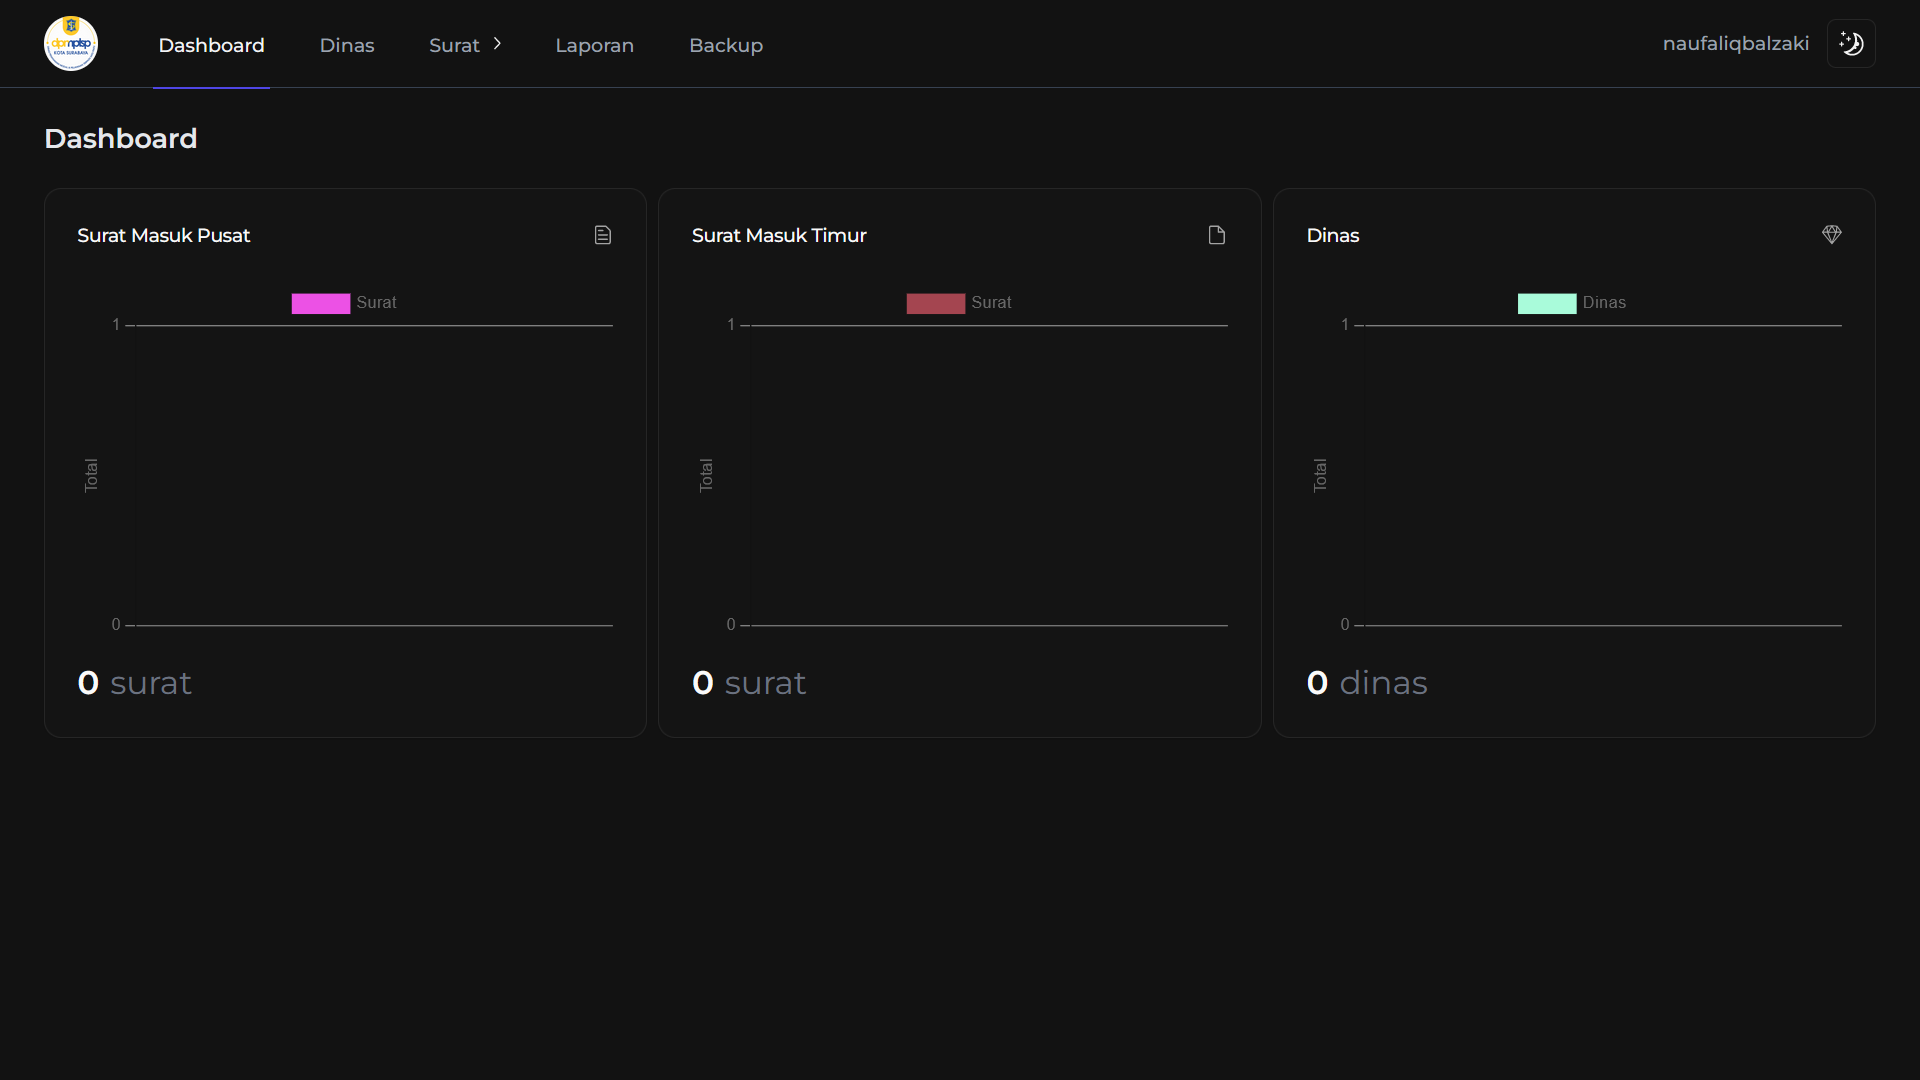 dpmptsp
KOTA SURABAYA
Dashboard
Dinas
Surat
Laporan
Backup
naufaliqbalzaki
Dashboard
Surat Masuk Pusat
Surat
1
Total
0
0 surat
Surat Masuk Timur
Surat
1
Total
0
0 surat
Dinas
Dinas
1
Total
0
0 dinas